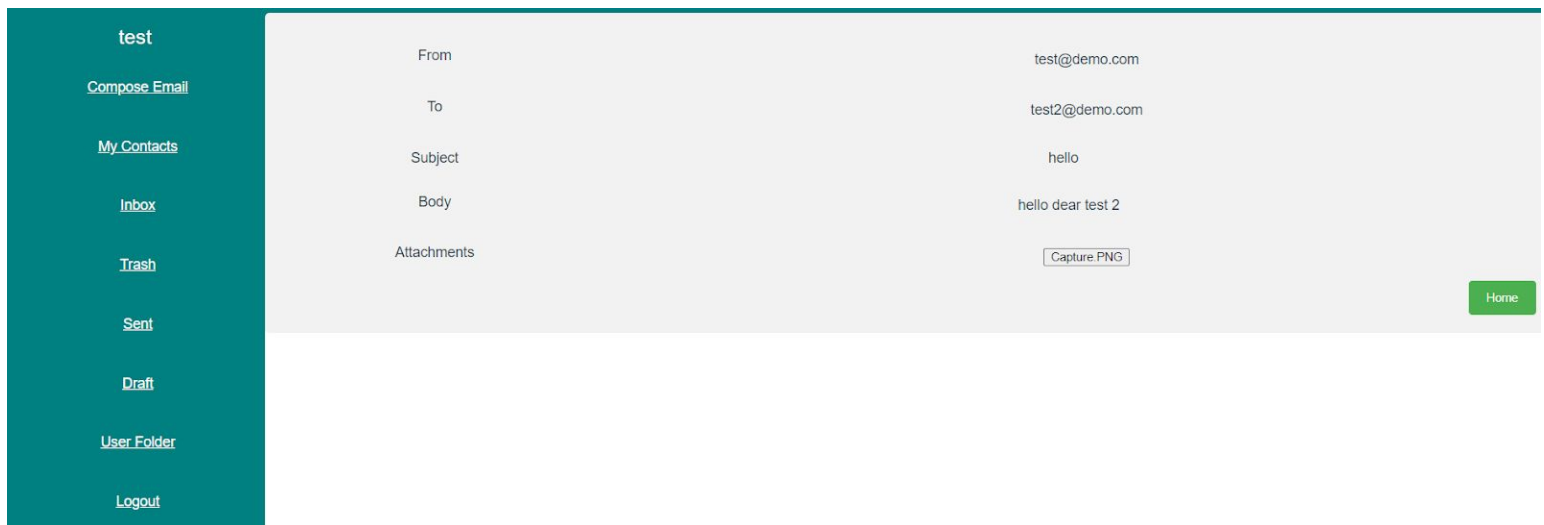 test
Compose Email
My Contacts
Inbox
Trash
Sent
Draft
User Folder
Logout
From test@demo.com
To test2@demo.com
Subject hello
Body hello dear test 2
Attachments Capture.PNG
Home